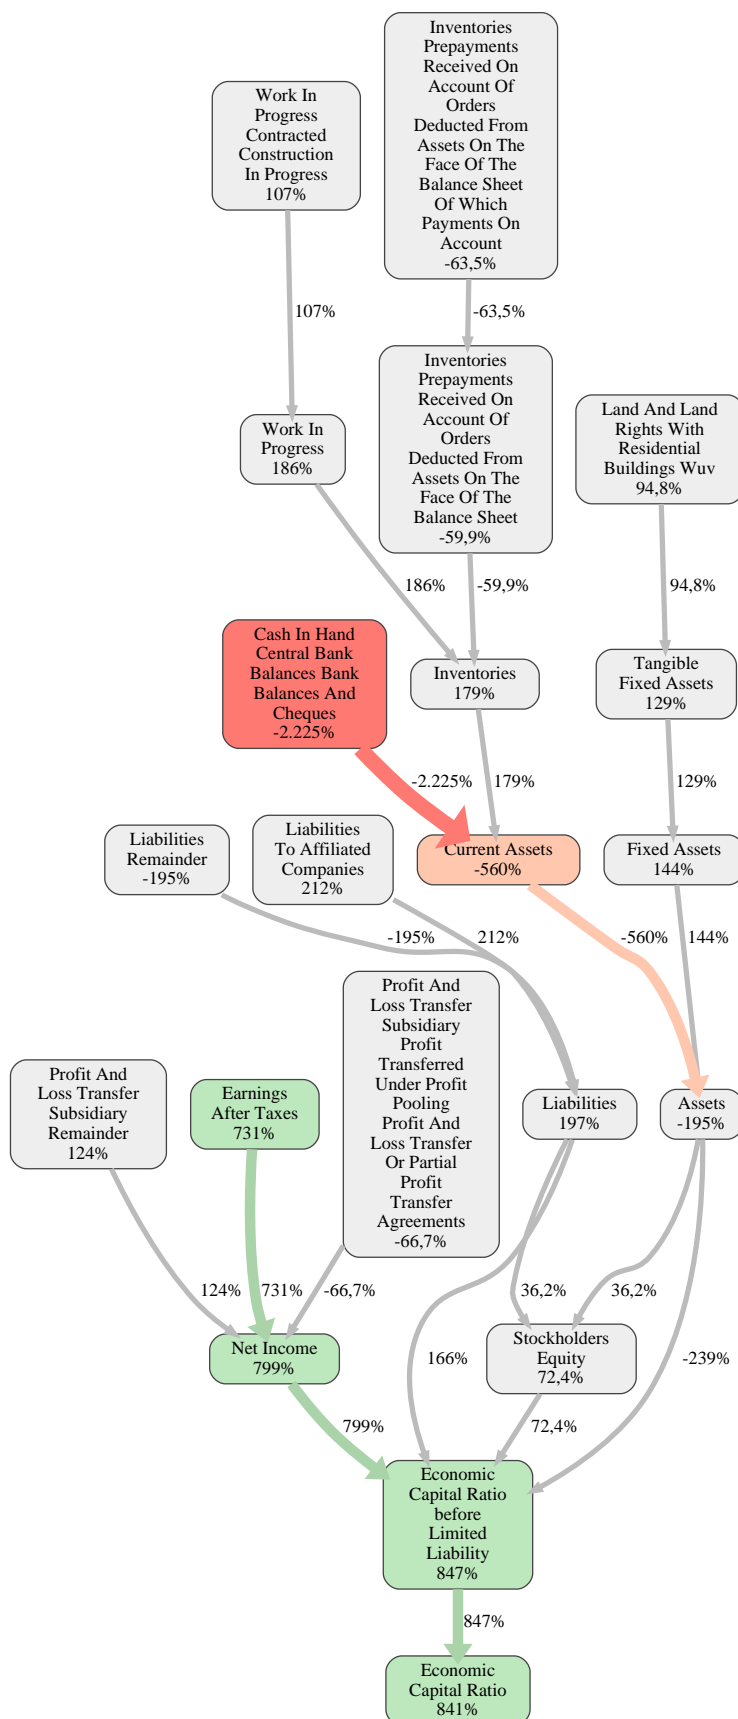 Inventories
Prepayments
Received On
Account Of
Orders
Deducted From
Assets On The
Face Of The
Balance Sheet
Of Which
Payments On
Account
-63,5%
Work In
Progress
Contracted
Construction
In Progress
107%
107%
-63,5%
Inventories
Prepayments
Received On
Account Of
Orders
Deducted From
Assets On The
Face Of The
Balance Sheet
-59,9%
Work In
Progress
186%
Land And Land
Rights With
Residential
Buildings Wuv
94,8%
186%
-59,9%
94,8%
Cash In Hand
Central Bank
Balances Bank
Balances And
Cheques
-2.225%
Inventories
179%
Tangible
Fixed Assets
129%
-2.225%
179%
129%
Liabilities
Remainder
-195%
Liabilities
To Affiliated
Companies
212%
Current Assets
-560%
Fixed Assets
144%
-195%
212%
-560%
144%
Profit And
Loss Transfer
Subsidiary
Profit
Transferred
Under Profit
Pooling
Profit And
Loss Transfer
Or Partial
Profit
Transfer
Agreements
-66,7%
Profit And
Loss Transfer
Subsidiary
Remainder
124%
Earnings
After Taxes
731%
Liabilities
197%
Assets
-195%
124%
731%
-66,7%
36,2%
36,2%
Net Income
799%
166%
Stockholders
Equity
72,4%
-239%
799%
72,4%
Economic
Capital Ratio
before
Limited
Liability
847%
847%
Economic
Capital Ratio
841%